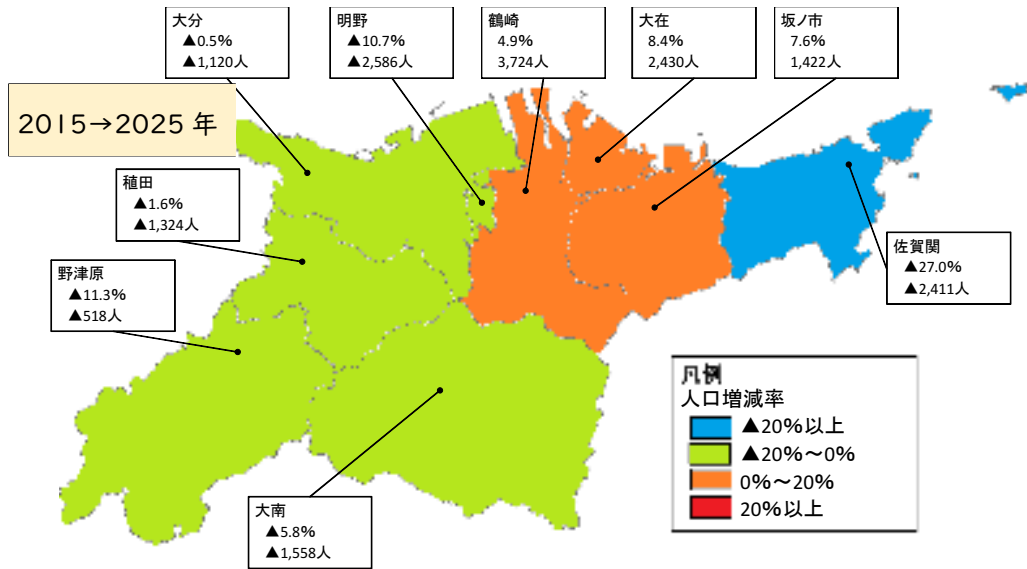 大分
▲0.5%
▲1,120人
明野
▲10.7%
▲2,586人
鶴崎
4.9%
3,724人
大在
8.4%
2,430人
坂ノ市
7.6%
1,422人
2015→2025 年
稙田
▲1.6%
▲1,324人
野津原
▲11.3%
▲518人
佐賀関
▲27.0%
▲2,411人
大南
▲5.8%
▲1,558人
凡例
人口増減率
▲20%以上
▲20%～0%
0%～20%
20%以上